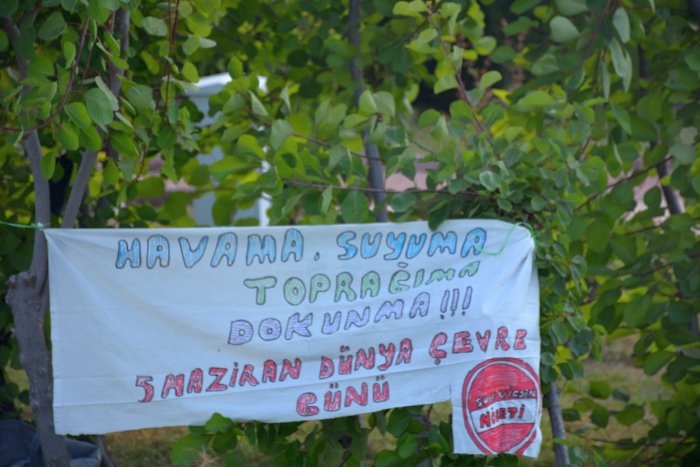 HAVAMA. SUYUMA
TOPRAĞIMA
DOKUNMA!!!
5 HAZİRAN DÜNYA ÇEVRE
GÜNÜ